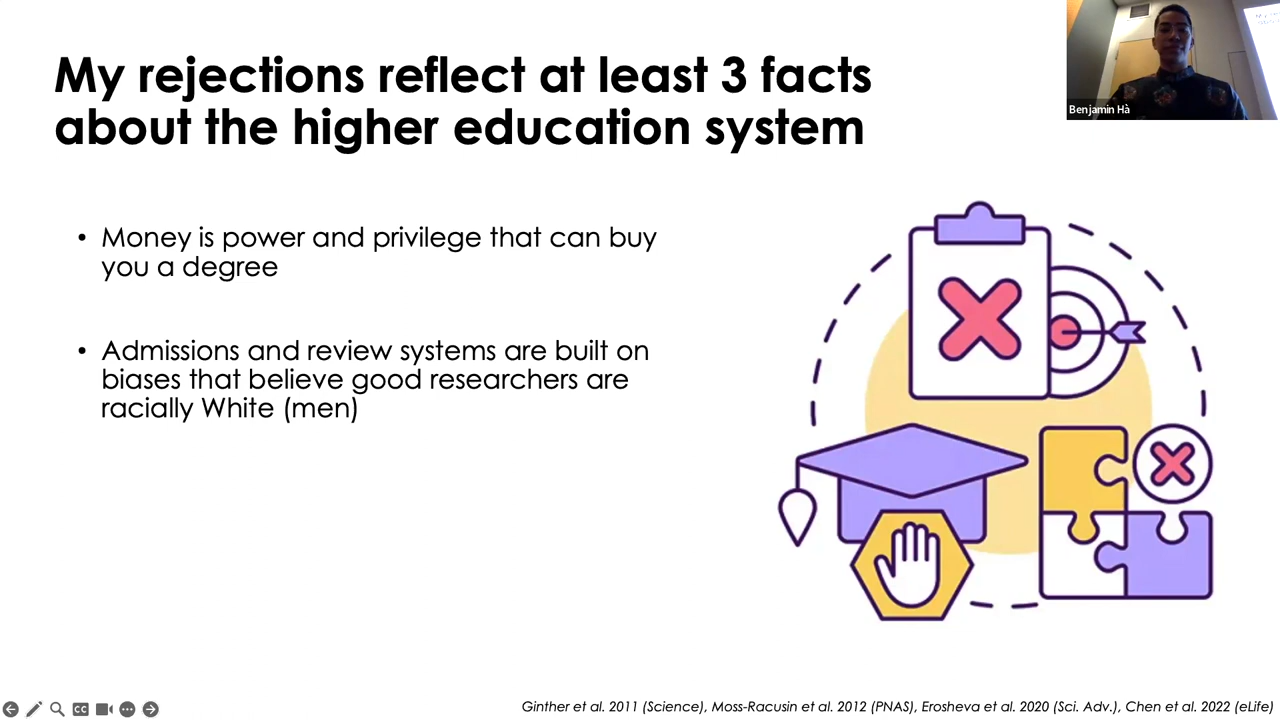 My rejections reflect at least 3 facts
about the higher education system
Benjamin Hà
• Money is power and privilege that can buy
you a degree
• Admissions and review systems are built on
biases that believe good researchers are
racially White (men)
CC
Ginther et al. 2011 (Science), Moss-Racusin et al. 2012 (PNAS), Erosheva et al. 2020 (Sci. Adv.), Chen et al. 2022 (eLife)